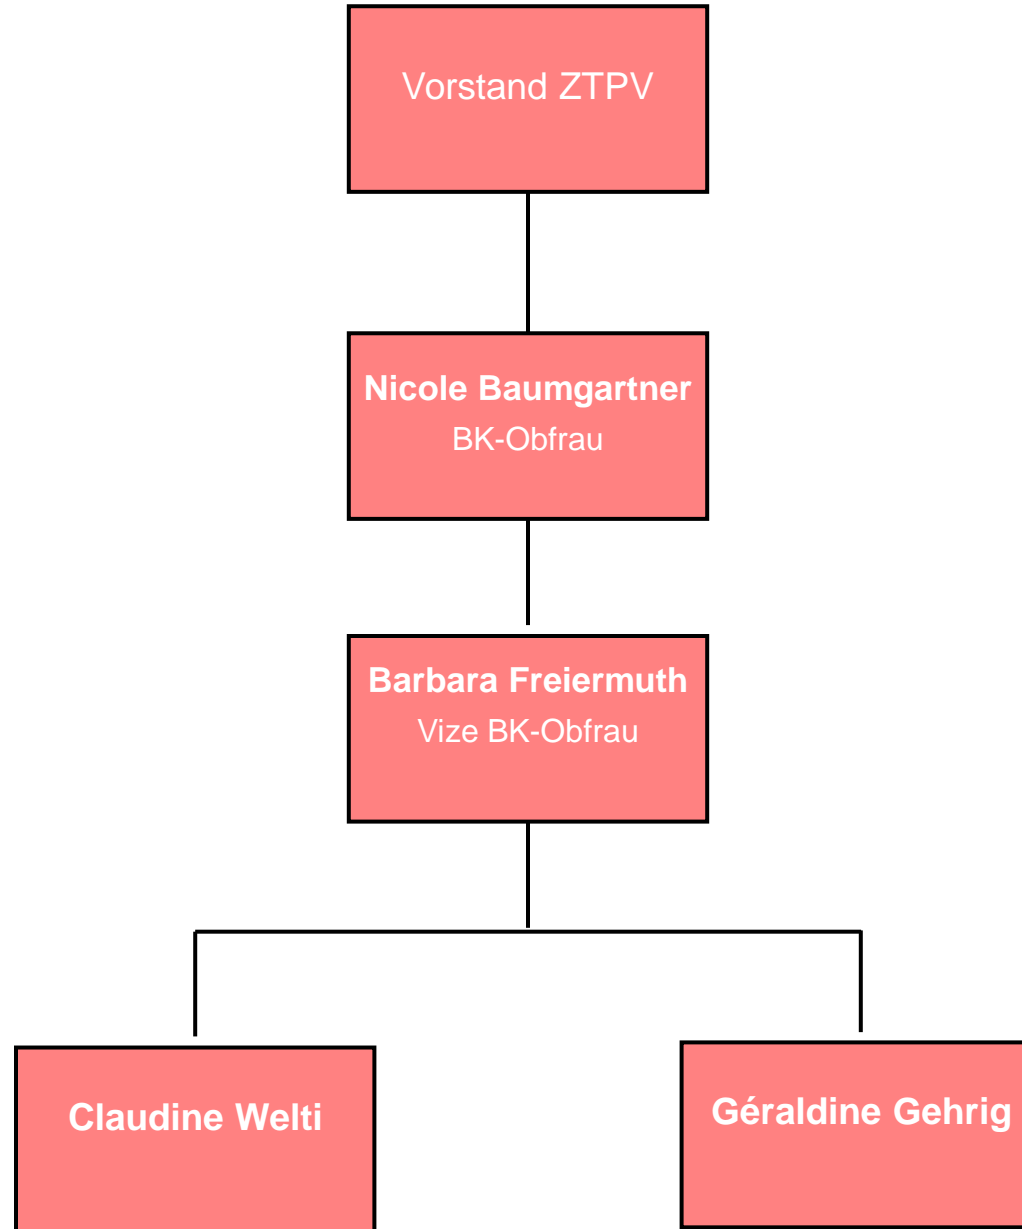 Vorstand ZTPV
Nicole Baumgartner
BK-Obfrau
Barbara Freiermuth
Vize BK-Obfrau
Claudine Welti
Géraldine Gehrig